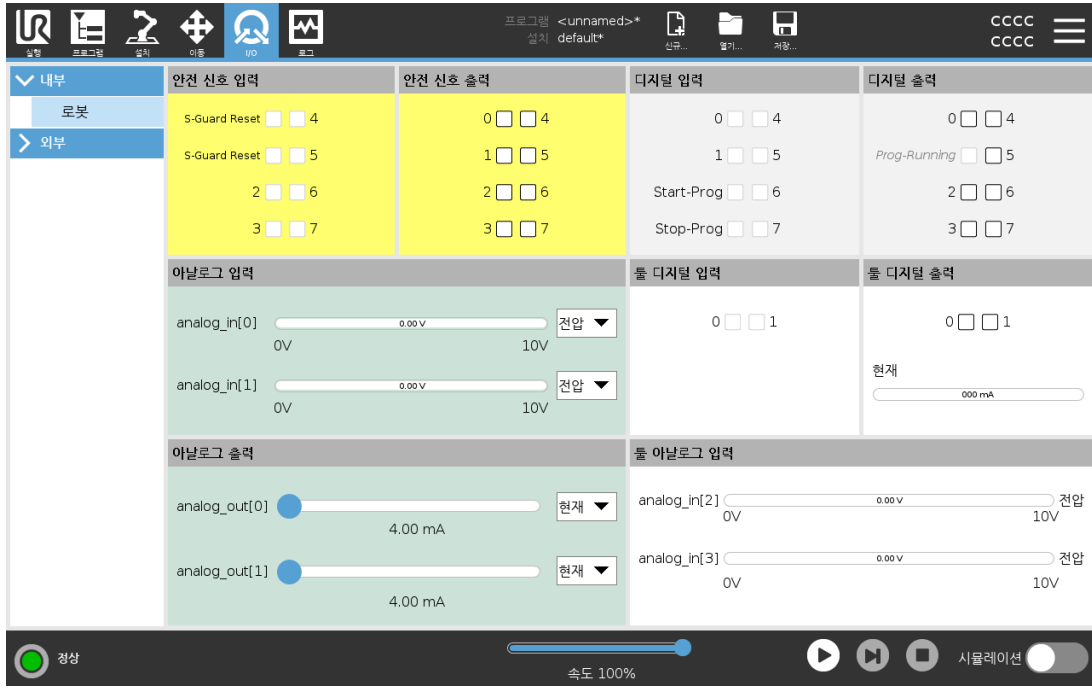 UR
실행
프로그램
설치
이동
I/O
로그
프로그램 <unnamed>*
설치 default*
신규...
열기...
저장...
CCCC
CCCC
내부
로봇
외부
안전 신호 입력
S-Guard Reset 4
S-Guard Reset 5
2 6
3 7
안전 신호 출력
0 4
1 5
2 6
3 7
디지털 입력
0 4
1 5
Start-Prog 6
Stop-Prog 7
디지털 출력
0 4
Prog-Running 5
2 6
3 7
아날로그 입력
analog_in[0] 0.00 V 전압
0V 10V
analog_in[1] 0.00 V 전압
0V 10V
툴 디지털 입력
0 1
툴 디지털 출력
0 1
현재
000 mA
아날로그 출력
analog_out[0] 현재
4.00 mA
analog_out[1] 현재
4.00 mA
툴 아날로그 입력
analog_in[2] 0.00 V 전압
0V 10V
analog_in[3] 0.00 V 전압
0V 10V
정상
속도 100%
시뮬레이션